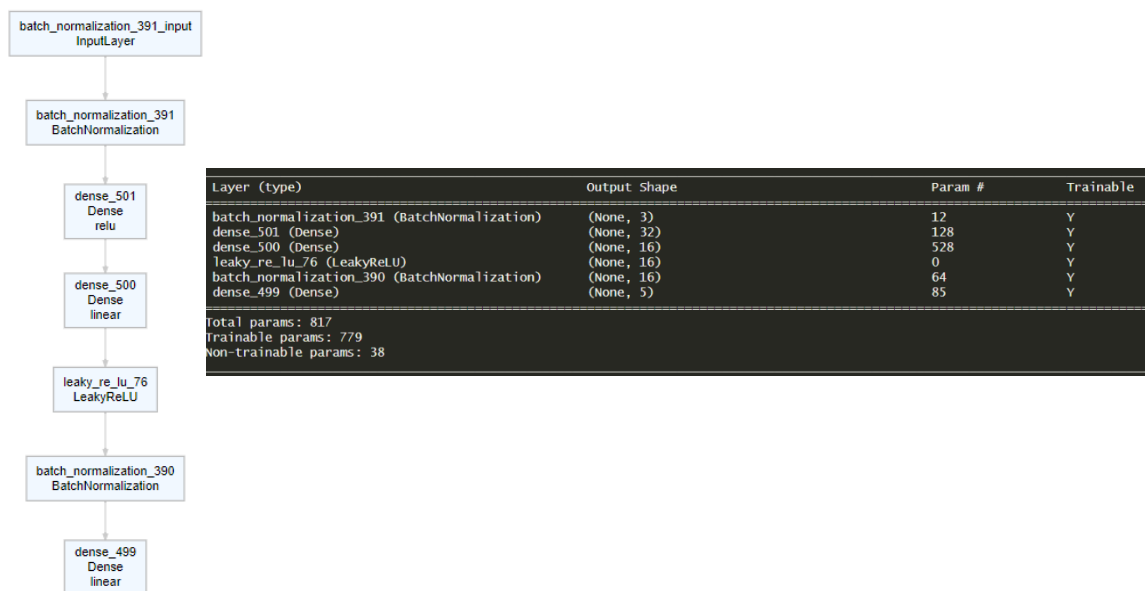 batch_normalization_391_input
InputLayer
batch_normalization_391
BatchNormalization
dense_501
Dense
relu
dense_500
Dense
linear
leaky_re_lu_76
LeakyReLU
batch_normalization_390
BatchNormalization
dense_499
Dense
linear
Layer (type) Output Shape Param # Trainable
batch_normalization_391 (BatchNormalization) (None, 3) 12 Y
dense_501 (Dense) (None, 32) 128 Y
dense_500 (Dense) (None, 16) 528 Y
leaky_re_lu_76 (LeakyReLU) (None, 16) 0 Y
batch_normalization_390 (BatchNormalization) (None, 16) 64 Y
dense_499 (Dense) (None, 5) 85 Y
Total params: 817
Trainable params: 779
Non-trainable params: 38